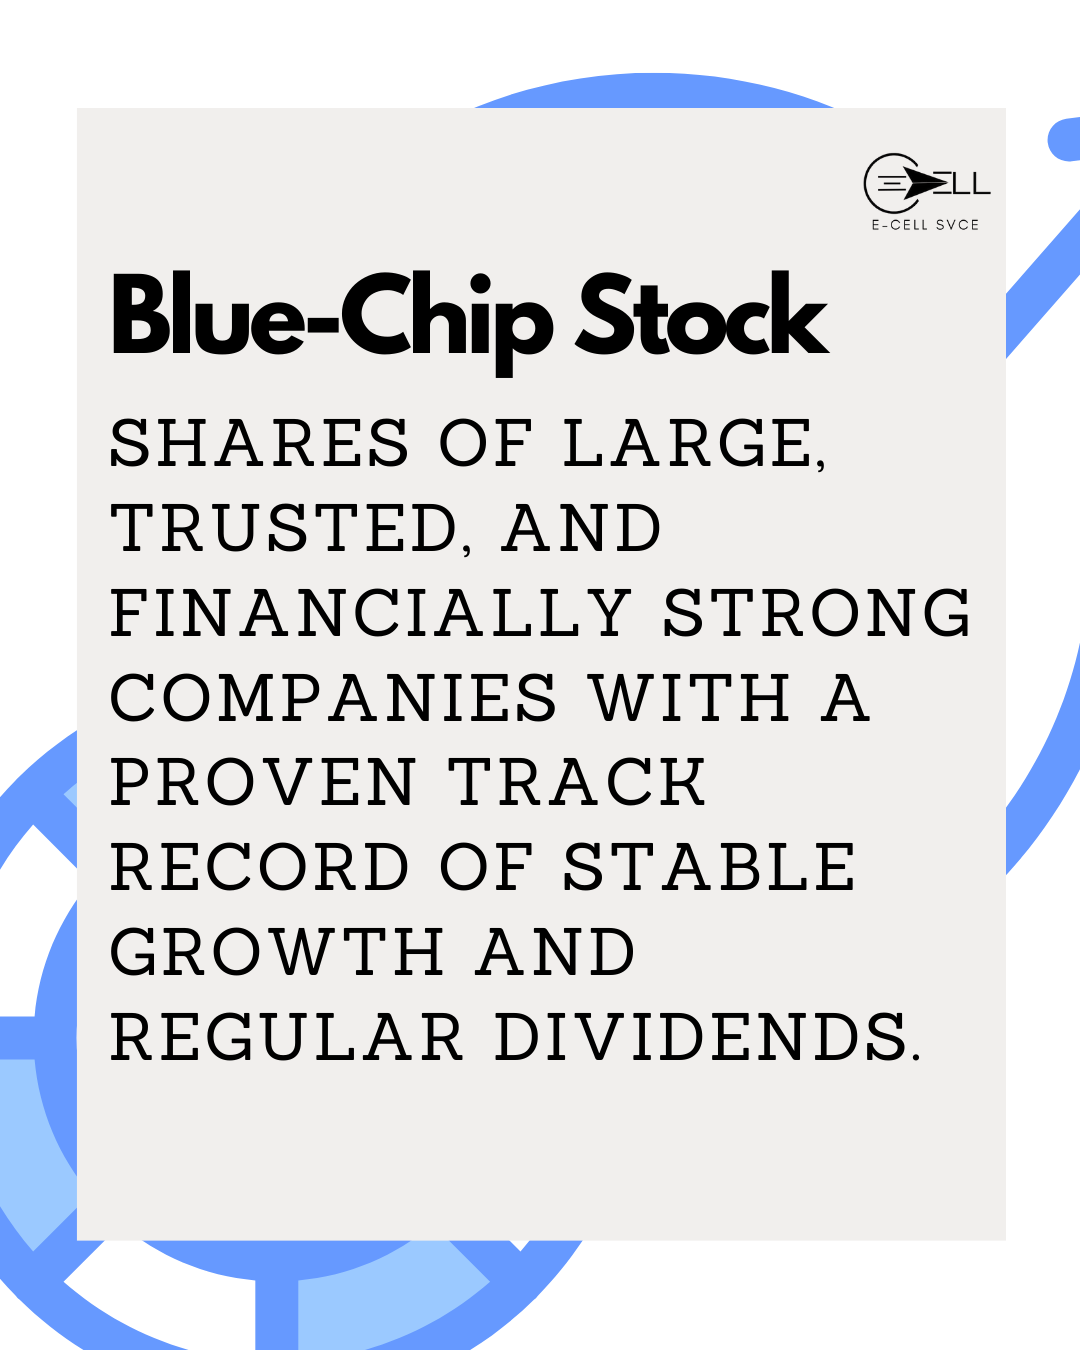 ELL
E-CELL SVCE
Blue-Chip Stock
SHARES OF LARGE,
TRUSTED, AND
FINANCIALLY STRONG
COMPANIES WITH A
PROVEN TRACK
RECORD OF STABLE
GROWTH AND
REGULAR DIVIDENDS.